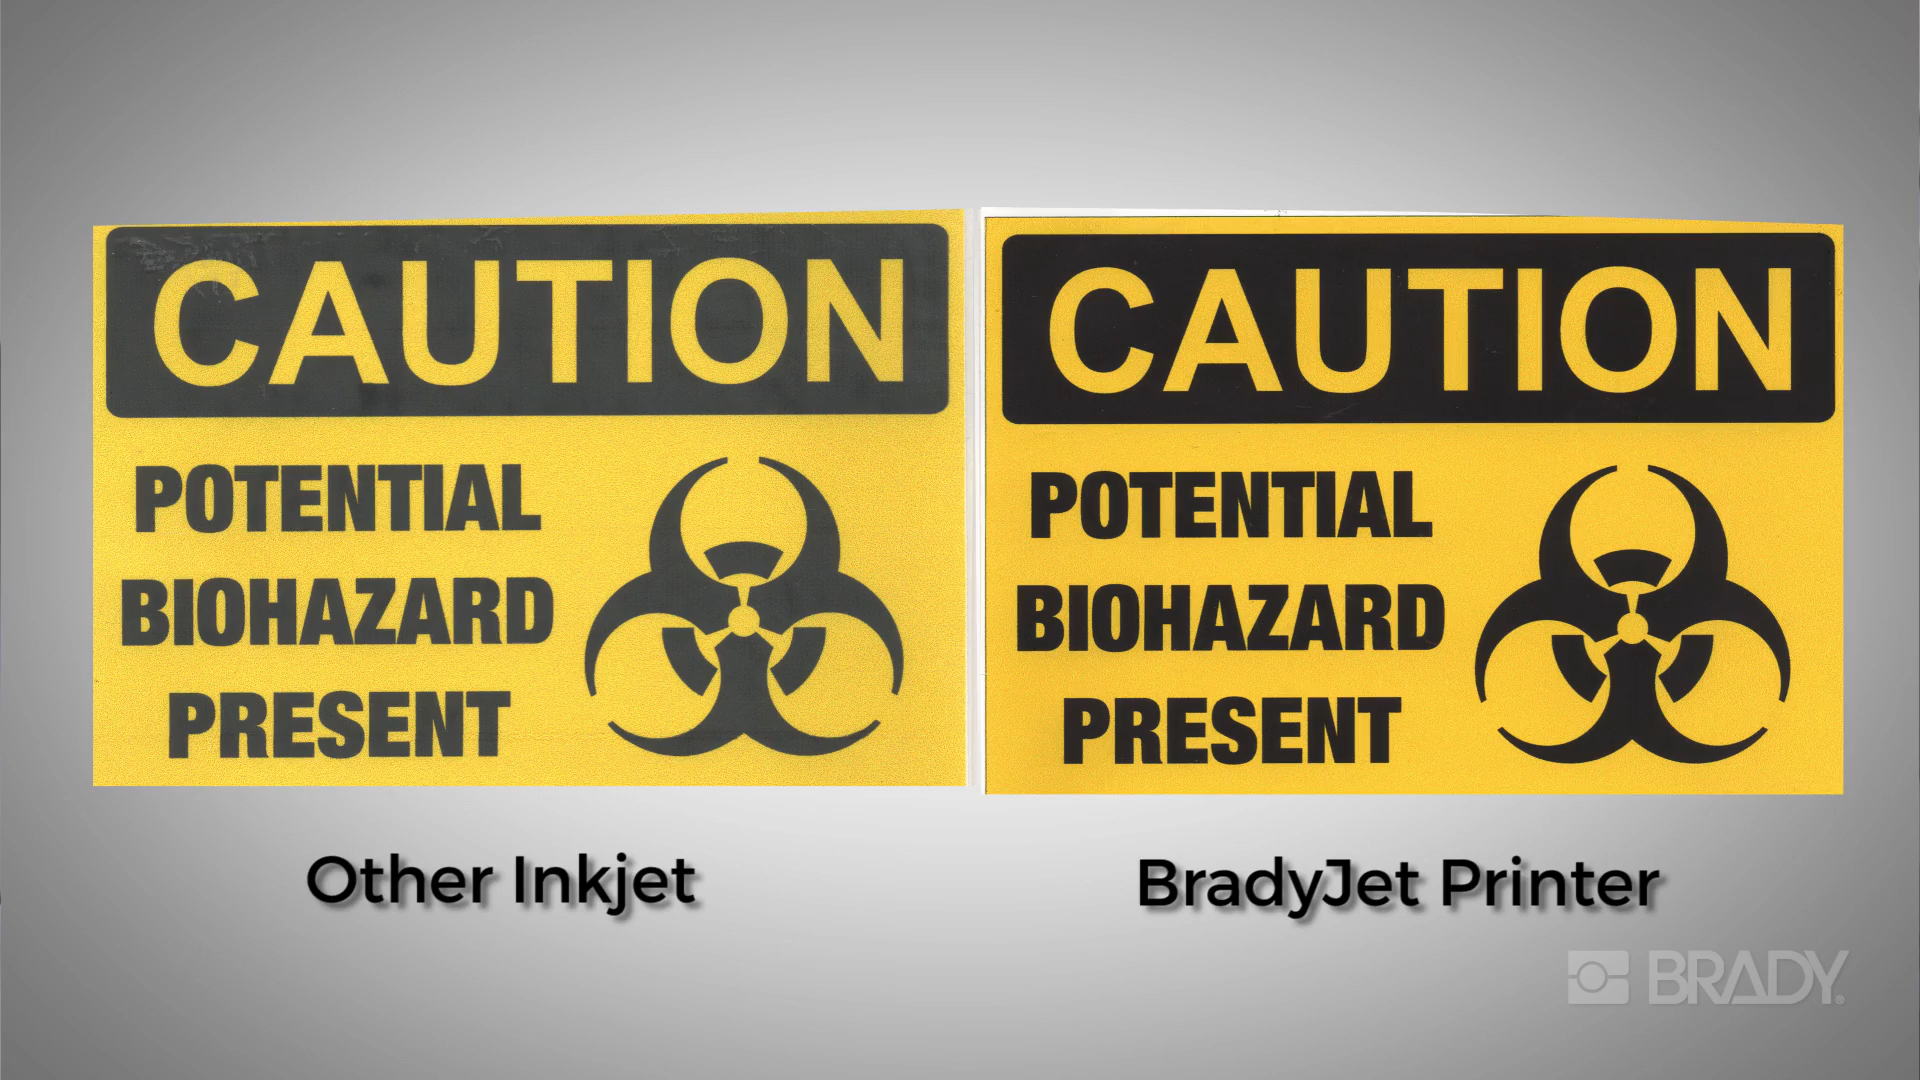 CAUTION
POTENTIAL
BIOHAZARD
PRESENT
CAUTION
POTENTIAL
BIOHAZARD
PRESENT
Other Inkjet
BradyJet Printer
BRADY®